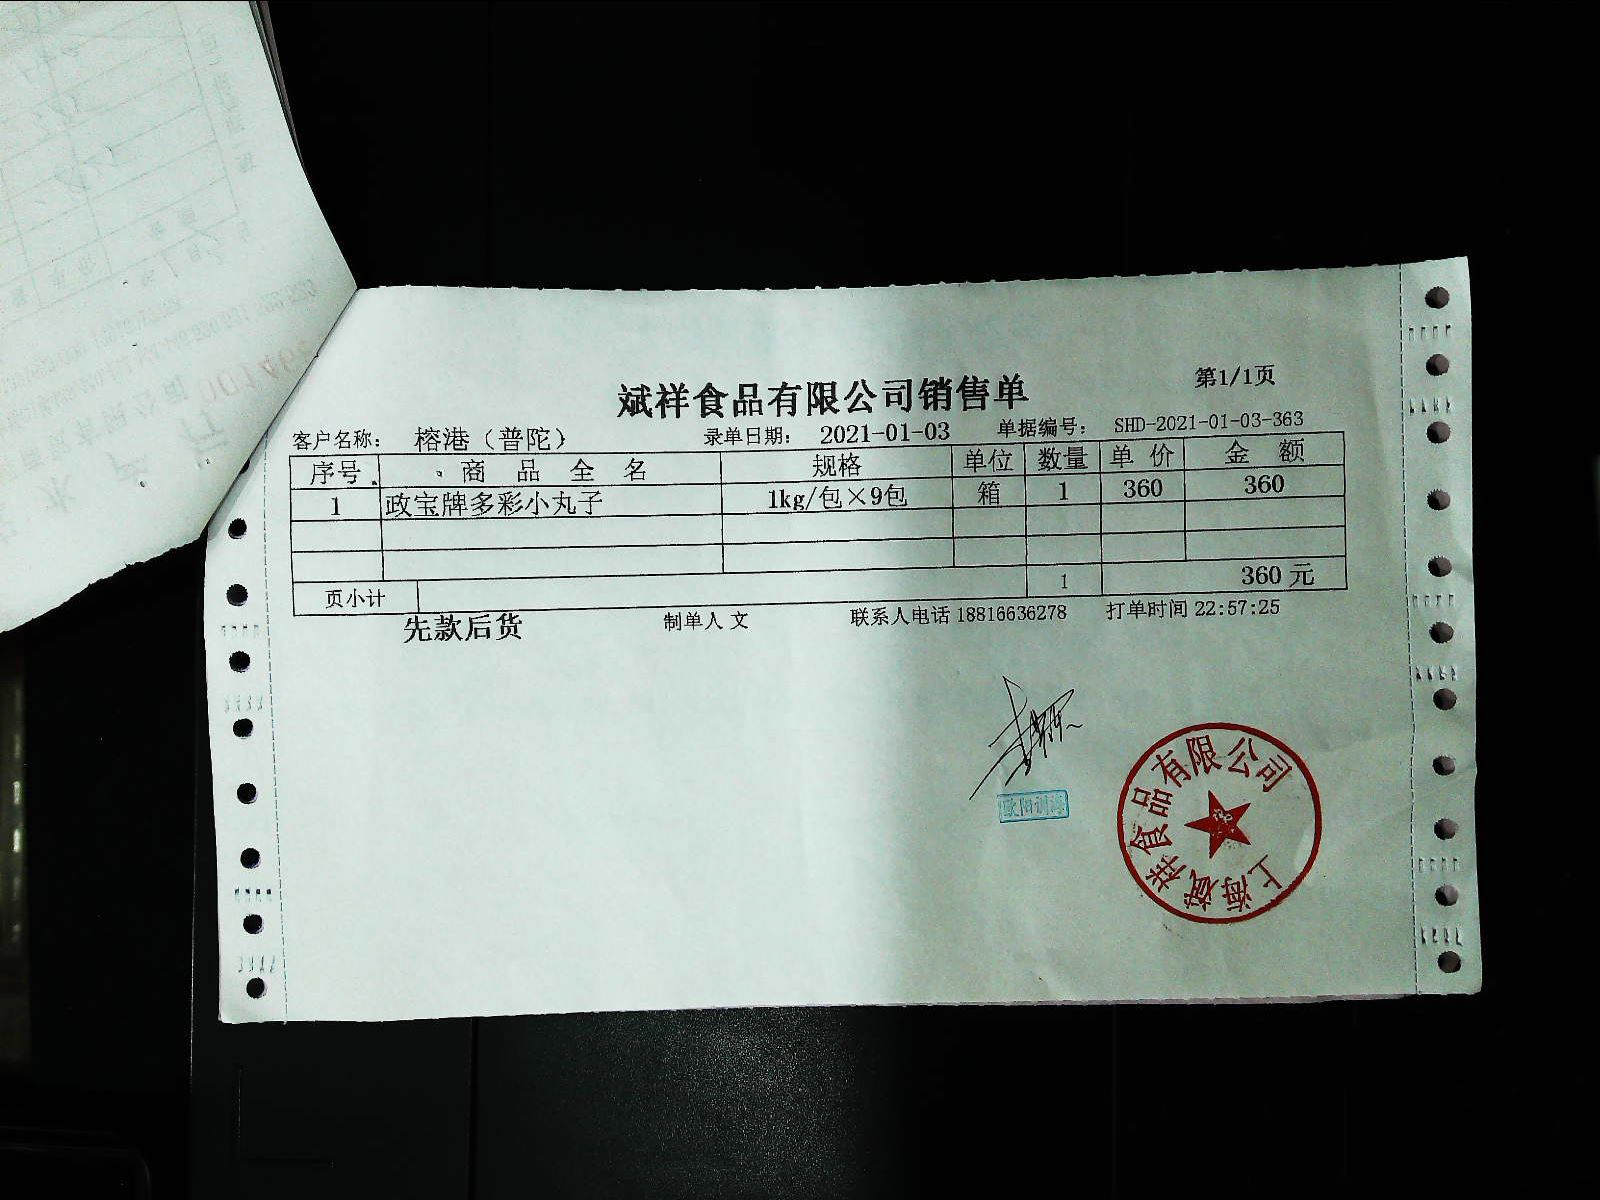 斌祥食品有限公司销售单
第1/1页
客户名称： 榕港（普陀） 录单日期： 2021-01-03 单据编号： SHD-2021-01-03-363
序号 商品全名 规格 单位 数量 单价 金额
1 政宝牌多彩小丸子 1kg/包×9包 箱 1 360 360
页小计 1 360元
先款后货 制单人 文 联系人电话 18816636278 打单时间 22:57:25
上海斌祥食品有限公司